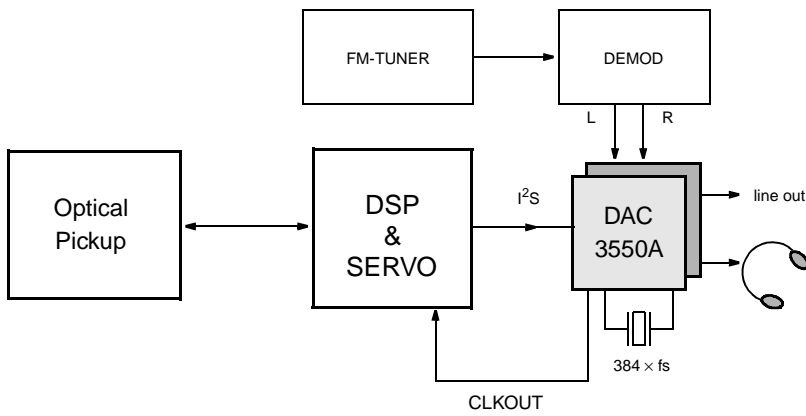 FM-TUNER
DEMOD
L
R
Optical
Pickup
DSP
&
SERVO
I²S
DAC
3550A
line out
384 × fs
CLKOUT